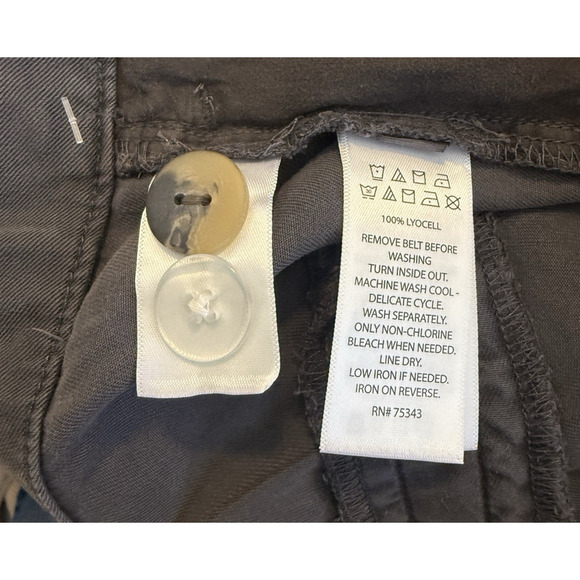 100% LYOCELL
REMOVE BELT BEFORE
WASHING
TURN INSIDE OUT.
MACHINE WASH COOL -
DELICATE CYCLE.
WASH SEPARATELY.
ONLY NON-CHLORINE
BLEACH WHEN NEEDED.
LINE DRY.
LOW IRON IF NEEDED.
IRON ON REVERSE.
RN# 75343